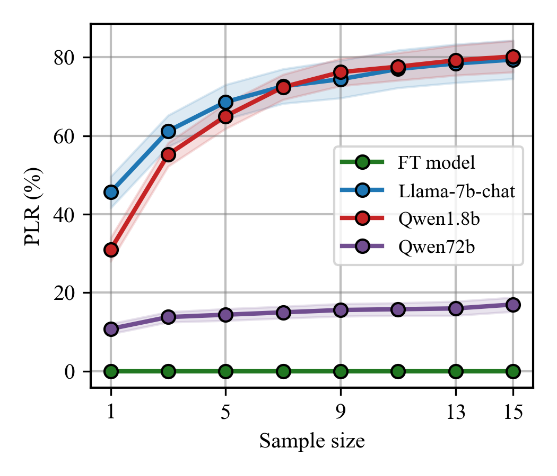 80
60
40
20
0
PLR (%)
FT model
Llama-7b-chat
Qwen1.8b
Qwen72b
1 5 9 13 15
Sample size